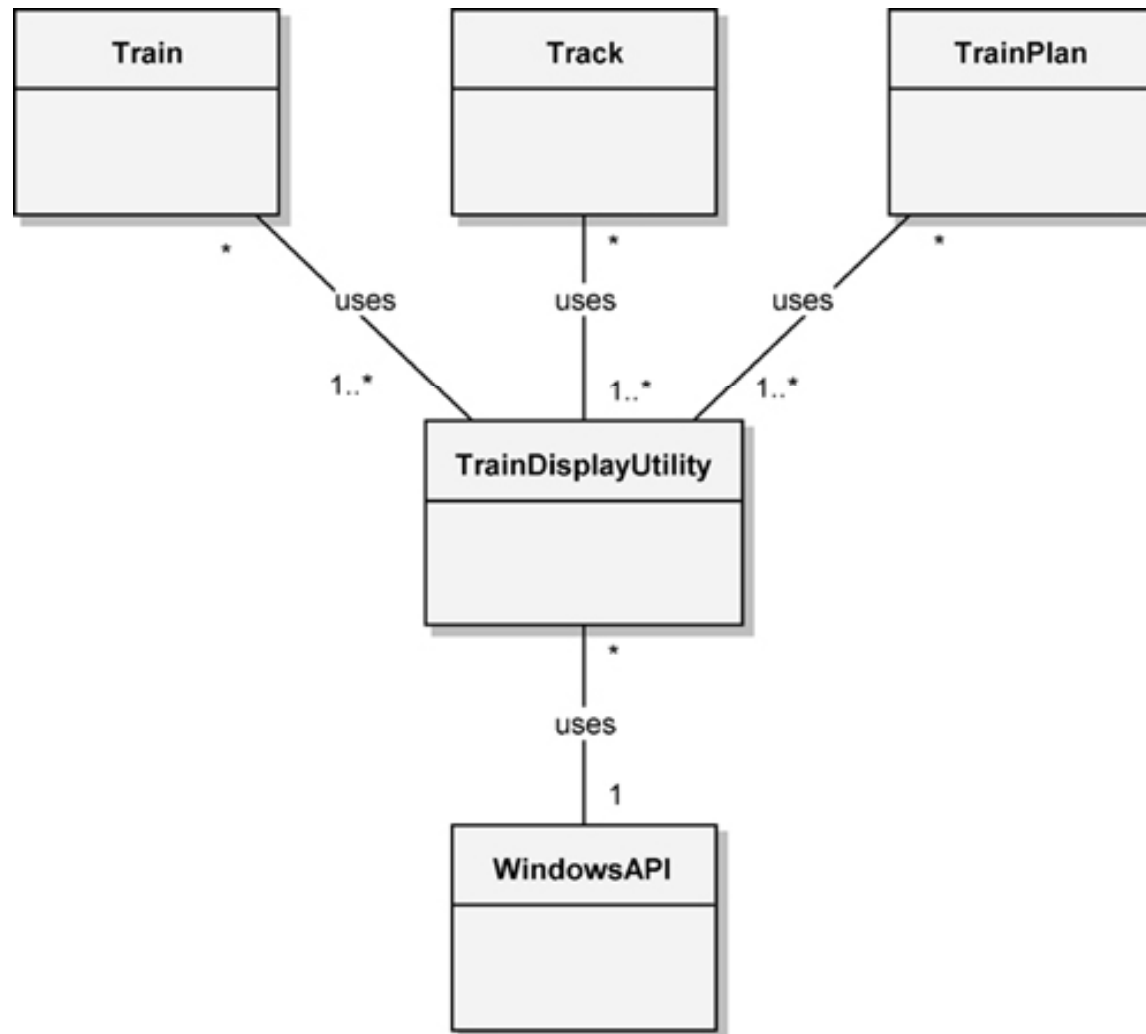 Train
Track
TrainPlan
*
*
*
uses
uses
uses
1..*
1..*
1..*
TrainDisplayUtility
*
uses
1
WindowsAPI